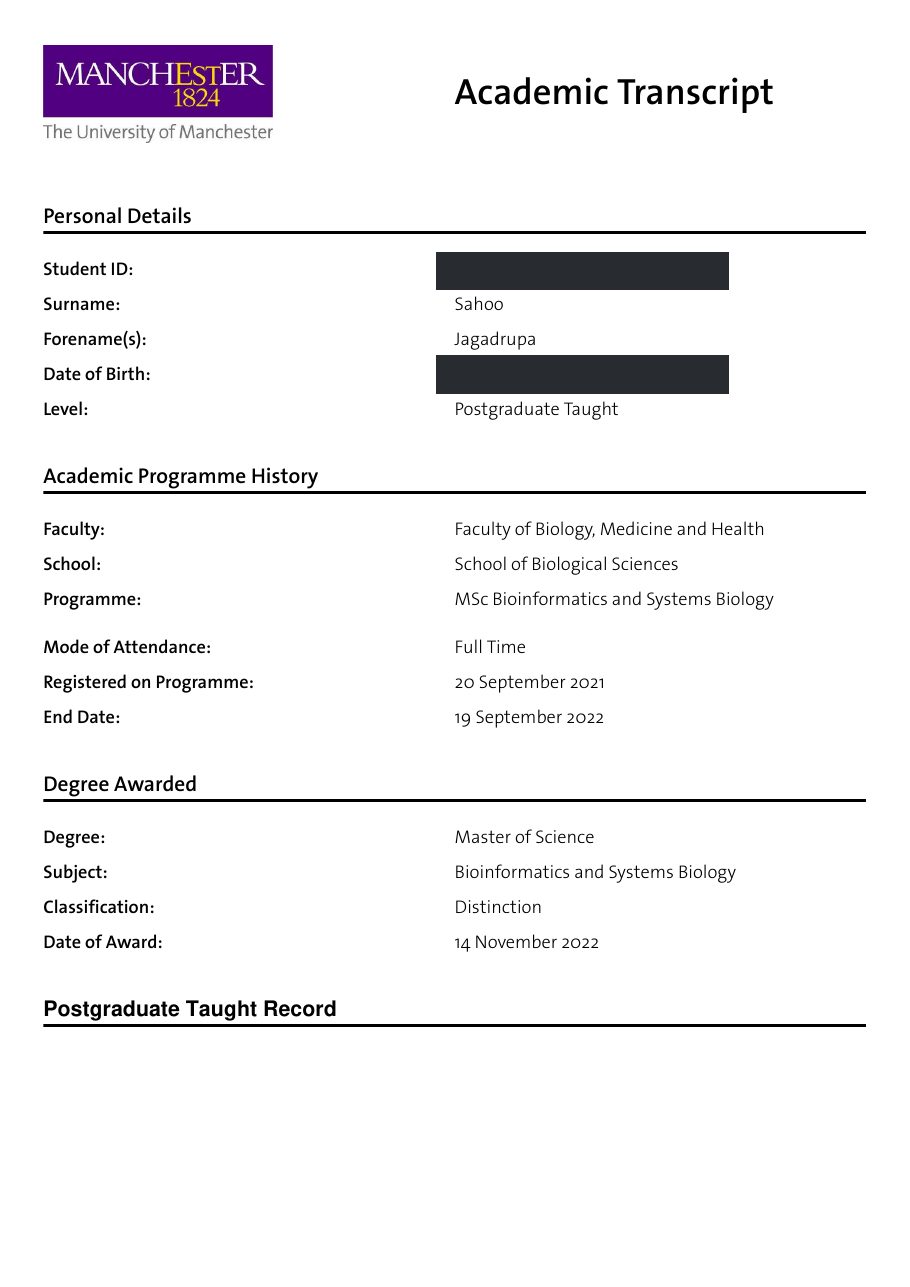 MANCHESTER
1824
The University of Manchester
Academic Transcript
Personal Details
Student ID:
Surname: Sahoo
Forename(s): Jagadrupa
Date of Birth:
Level: Postgraduate Taught
Academic Programme History
Faculty: Faculty of Biology, Medicine and Health
School: School of Biological Sciences
Programme: MSc Bioinformatics and Systems Biology
Mode of Attendance: Full Time
Registered on Programme: 20 September 2021
End Date: 19 September 2022
Degree Awarded
Degree: Master of Science
Subject: Bioinformatics and Systems Biology
Classification: Distinction
Date of Award: 14 November 2022
Postgraduate Taught Record